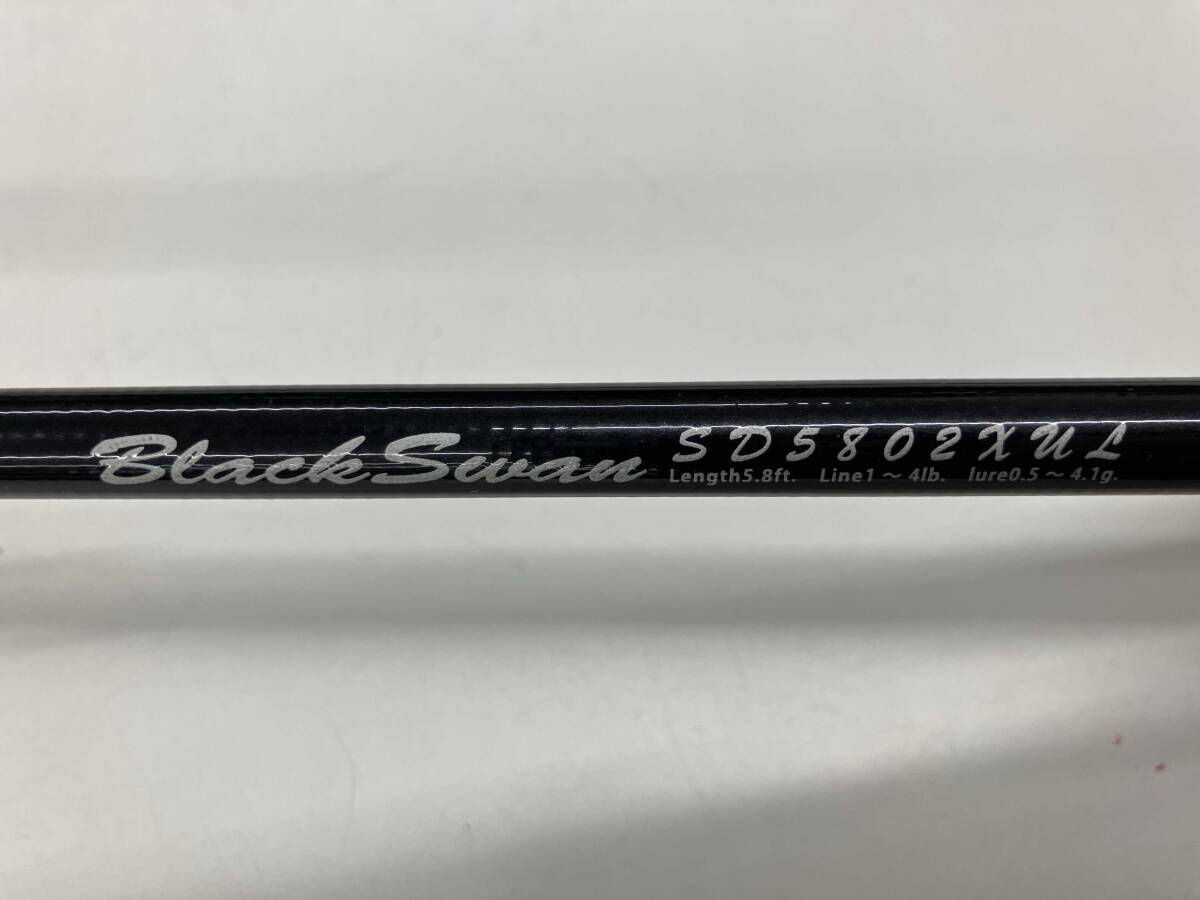 BlackSwan SD5802XUL
Length5.8ft. Line1～4lb. lure0.5～4.1g.